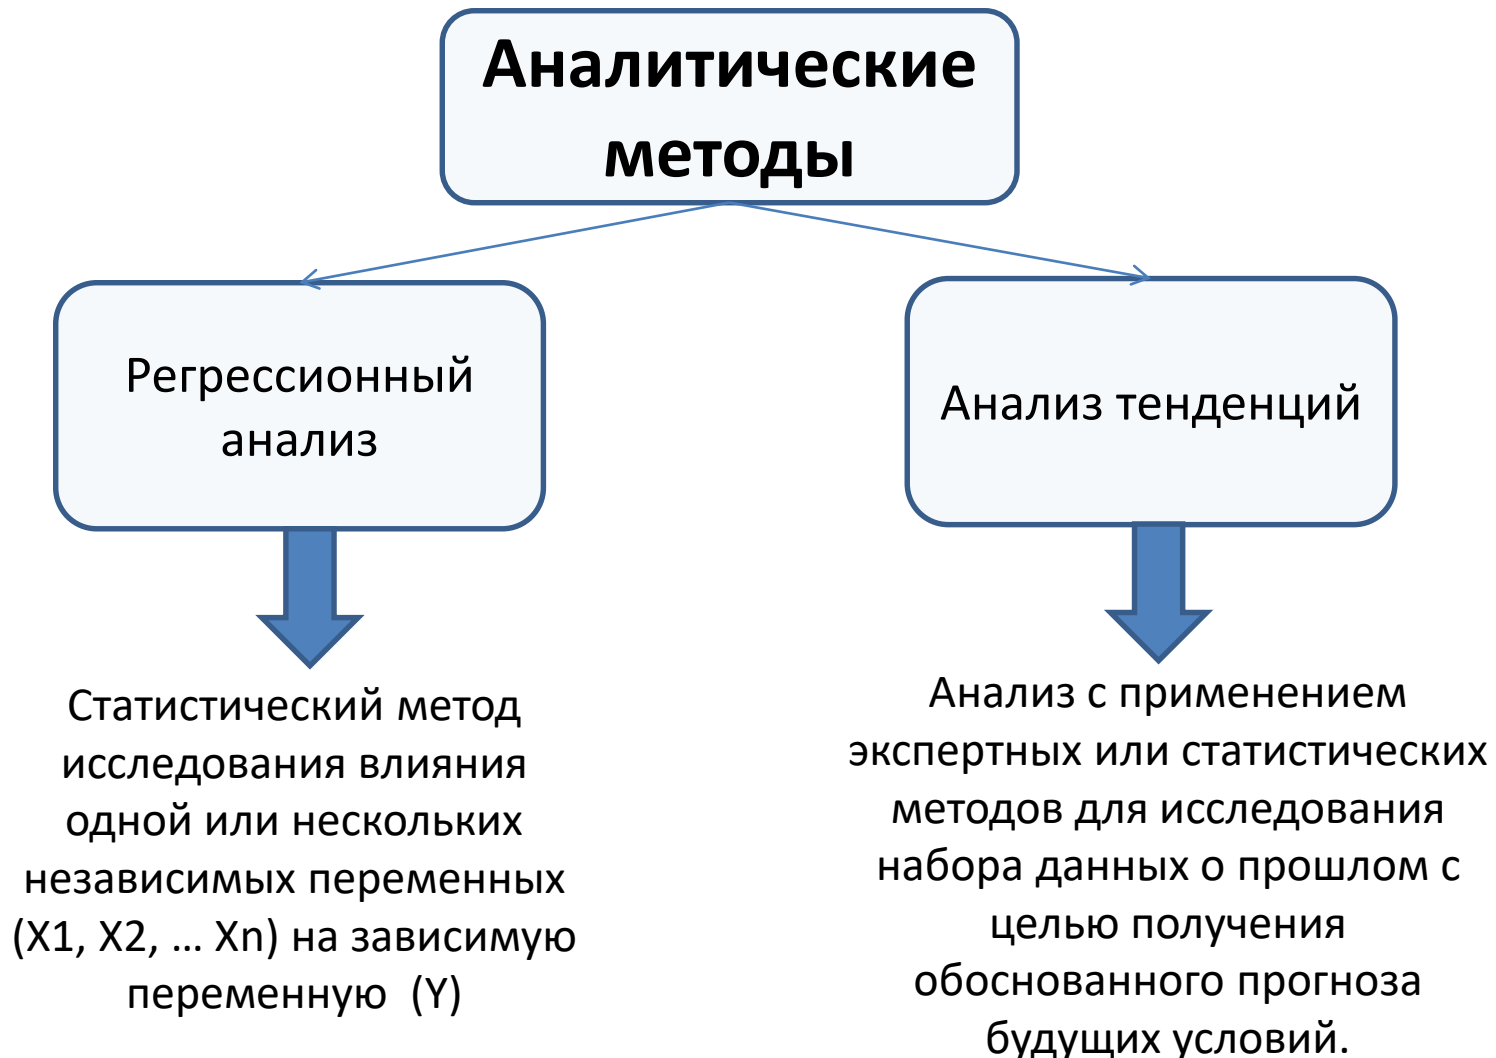 Аналитические
методы
Регрессионный
анализ
Анализ тенденций
Статистический метод
исследования влияния
одной или нескольких
независимых переменных
(X1, X2, … Xn) на зависимую
переменную  (Y)
Анализ с применением
экспертных или статистических
методов для исследования
набора данных о прошлом с
целью получения
обоснованного прогноза
будущих условий.